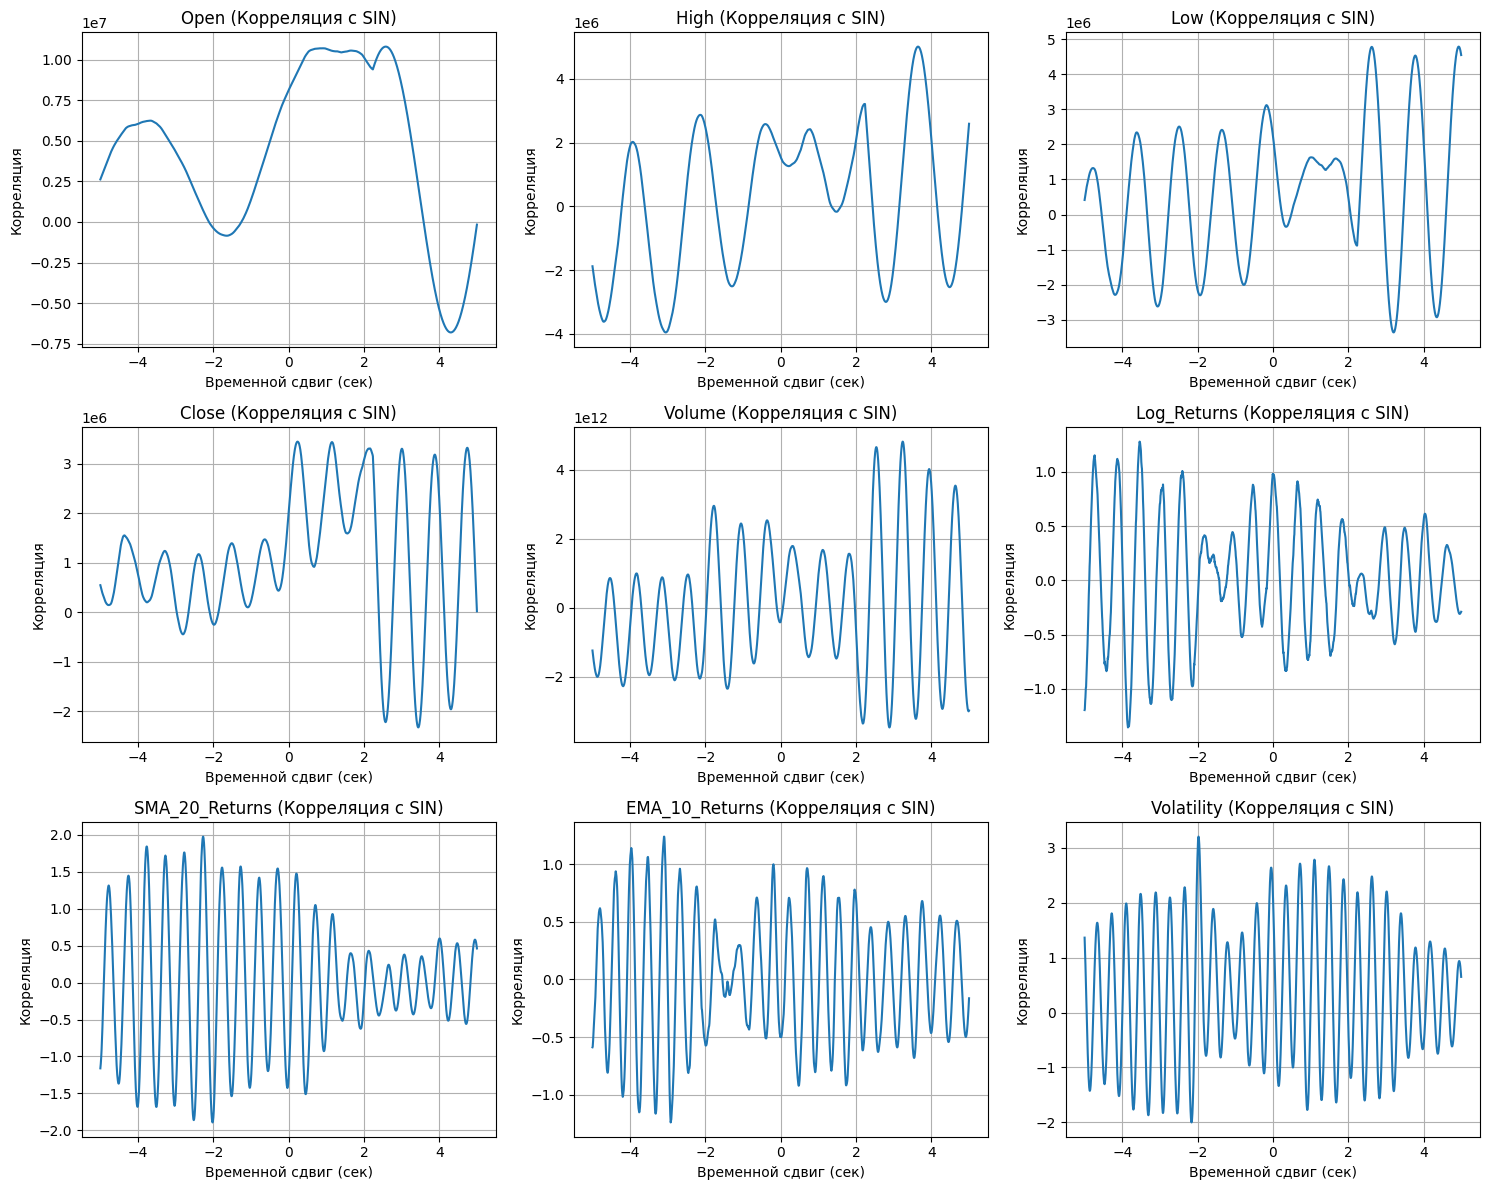 Open (Корреляция с SIN)
1e7
1.00
0.75
0.50
0.25
0.00
−0.25
−0.50
−0.75
−4 −2 0 2 4
Корреляция
Временной сдвиг (сек)
High (Корреляция с SIN)
1e6
4
2
0
−2
−4
−4 −2 0 2 4
Корреляция
Временной сдвиг (сек)
Low (Корреляция с SIN)
1e6
5
4
3
2
1
0
−1
−2
−3
−4 −2 0 2 4
Корреляция
Временной сдвиг (сек)
Close (Корреляция с SIN)
1e6
3
2
1
0
−1
−2
−4 −2 0 2 4
Корреляция
Временной сдвиг (сек)
Volume (Корреляция с SIN)
1e12
4
2
0
−2
−4 −2 0 2 4
Корреляция
Временной сдвиг (сек)
Log_Returns (Корреляция с SIN)
1.0
0.5
0.0
−0.5
−1.0
−4 −2 0 2 4
Корреляция
Временной сдвиг (сек)
SMA_20_Returns (Корреляция с SIN)
2.0
1.5
1.0
0.5
0.0
−0.5
−1.0
−1.5
−2.0
−4 −2 0 2 4
Корреляция
Временной сдвиг (сек)
EMA_10_Returns (Корреляция с SIN)
1.0
0.5
0.0
−0.5
−1.0
−4 −2 0 2 4
Корреляция
Временной сдвиг (сек)
Volatility (Корреляция с SIN)
3
2
1
0
−1
−2
−4 −2 0 2 4
Корреляция
Временной сдвиг (сек)